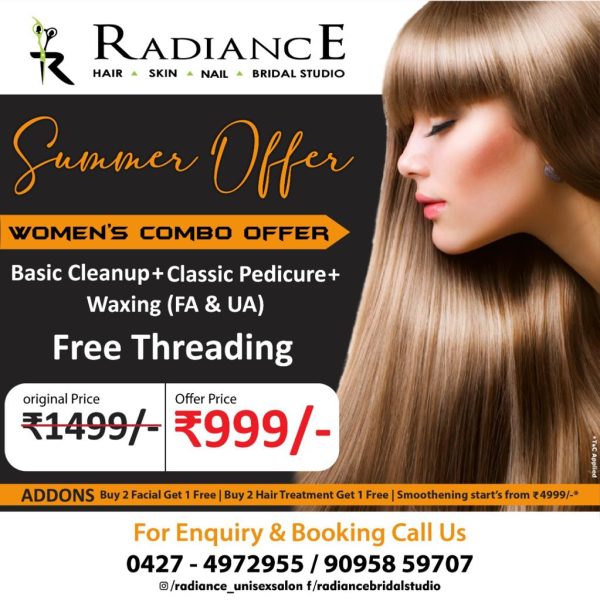 RADIANCE
HAIR ▲ SKIN ▲ NAIL ▲ BRIDAL STUDIO
Summer Offer
WOMEN'S COMBO OFFER
Basic Cleanup+Classic Pedicure+
Waxing (FA & UA)
Free Threading
original Price
₹1499/-
Offer Price
₹999/-
*T&C Applied
ADDONS Buy 2 Facial Get 1 Free | Buy 2 Hair Treatment Get 1 Free | Smoothening start's from ₹4999/-*
For Enquiry & Booking Call Us
0427 - 4972955 / 90958 59707
/radiance_unisexsalon f/radiancebridalstudio